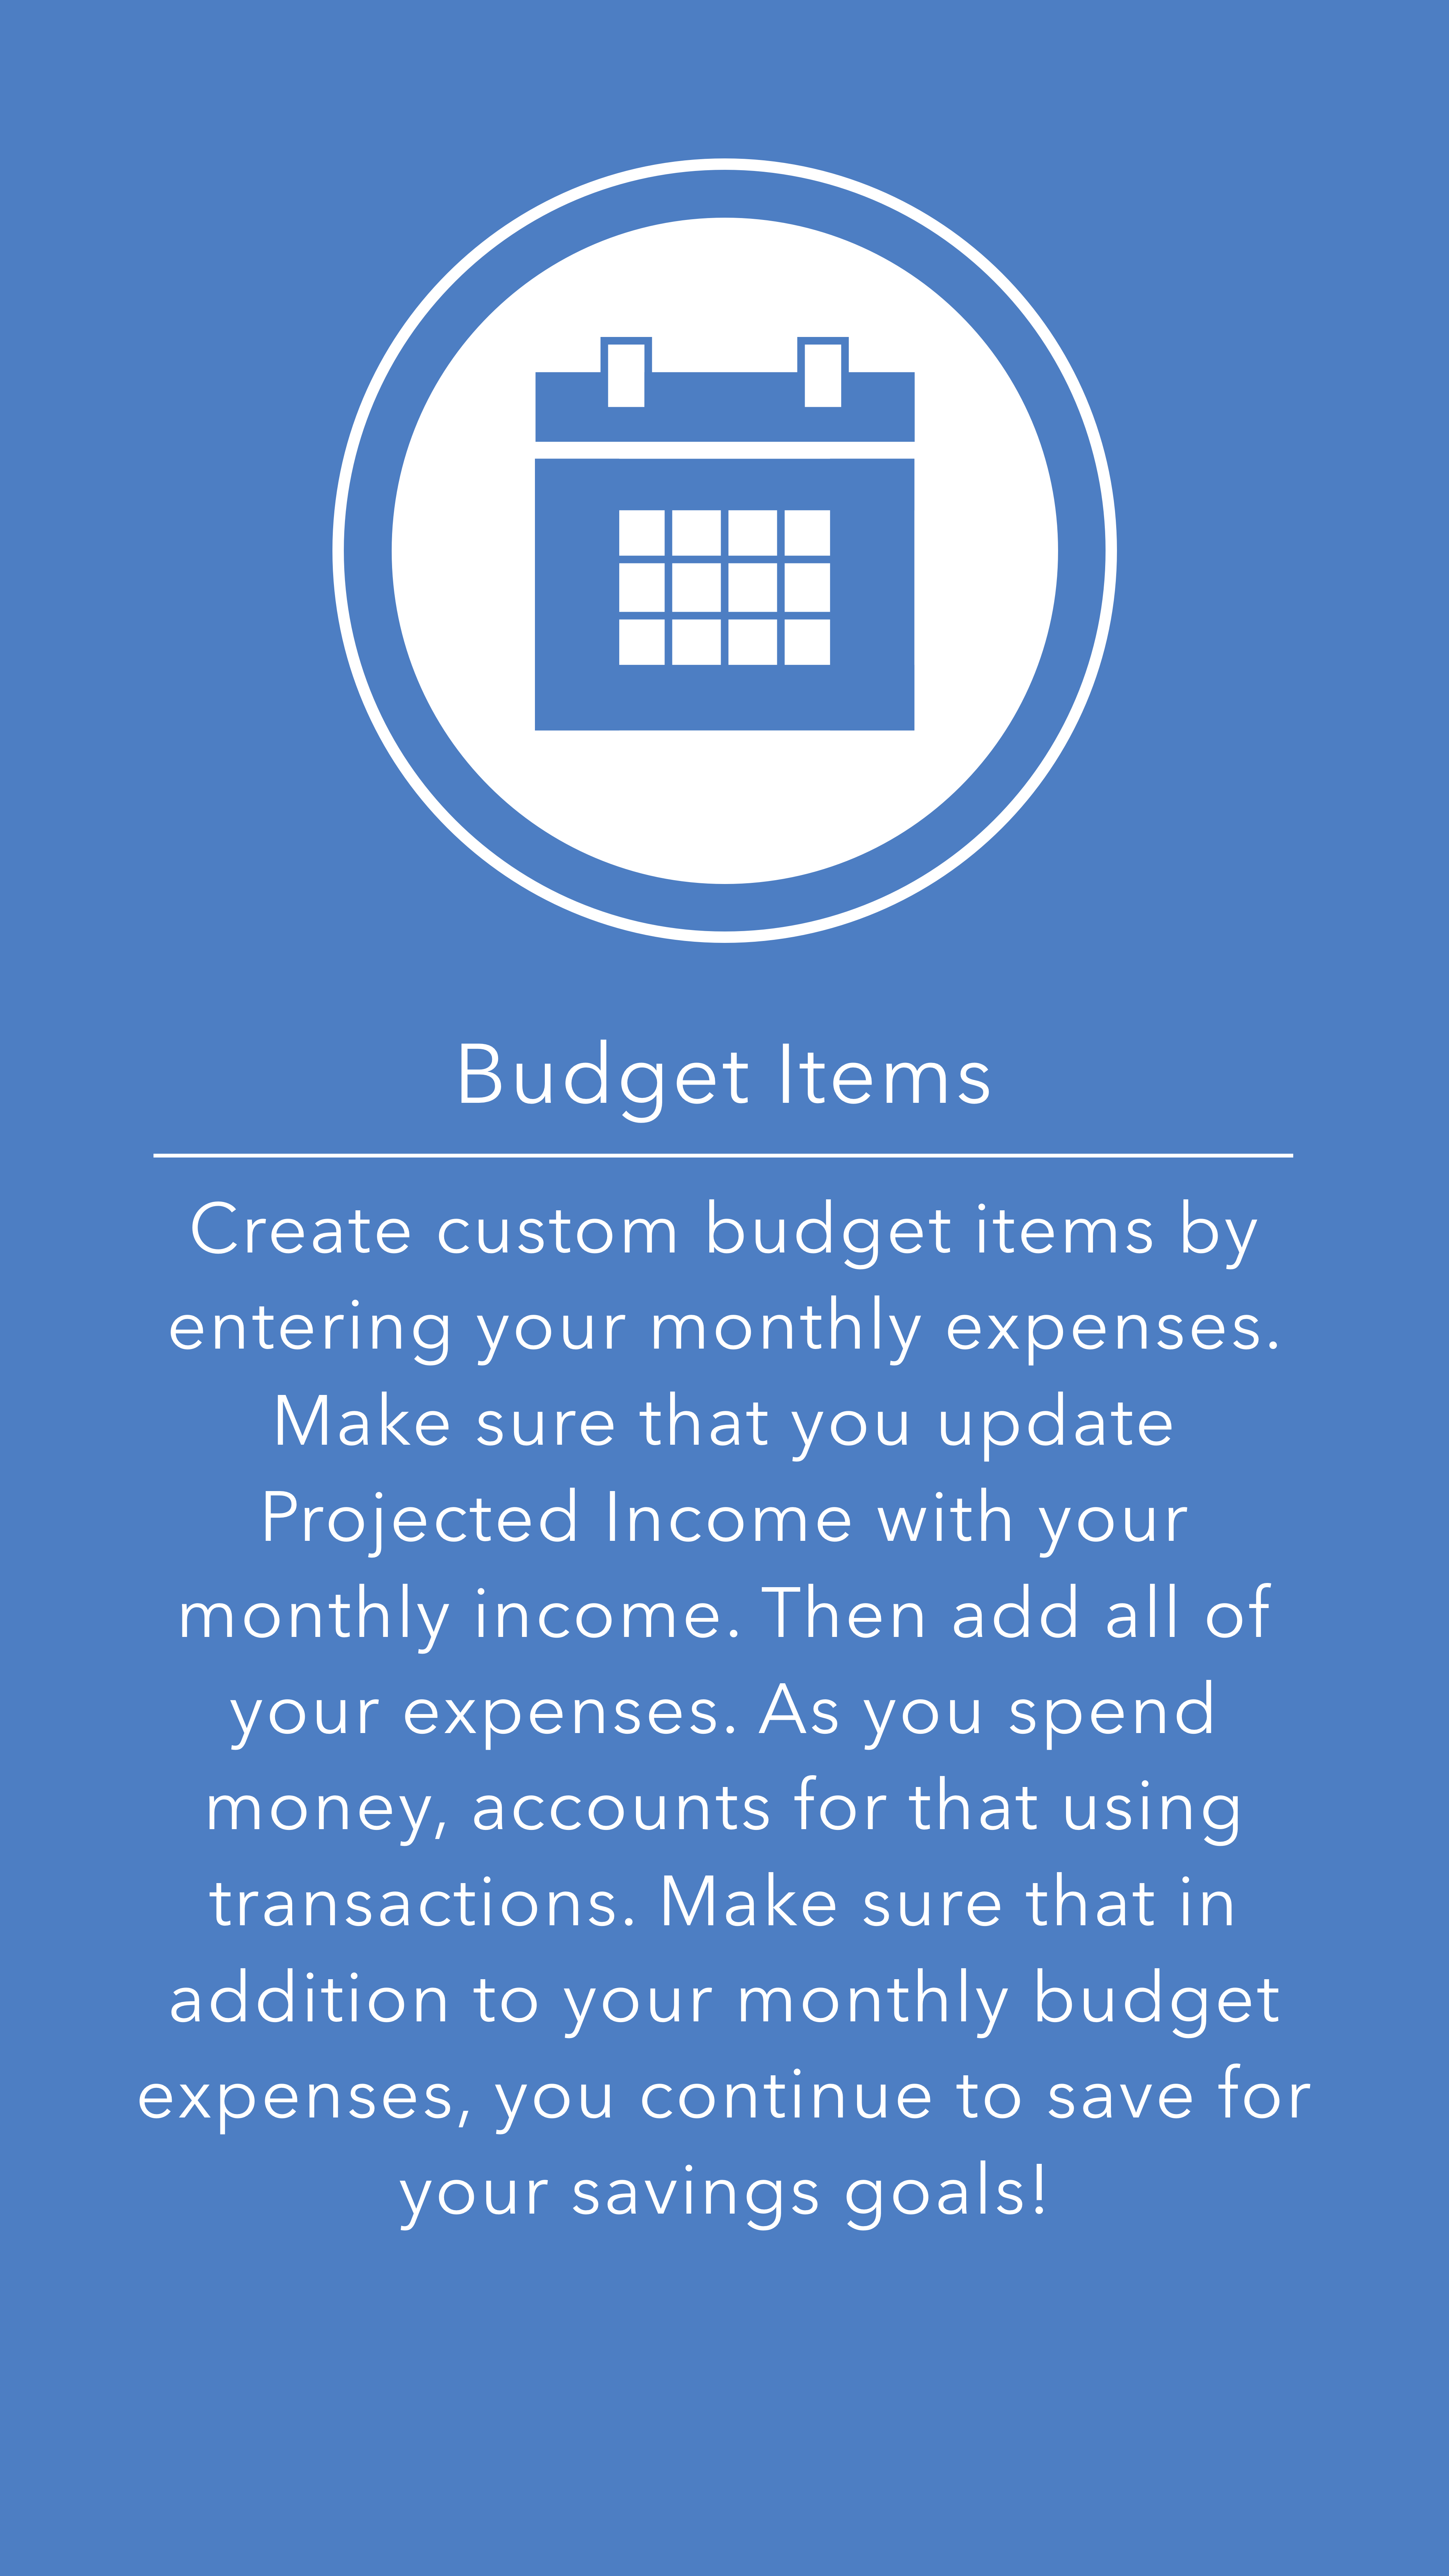 Budget Items
Create custom budget items by
entering your monthly expenses.
Make sure that you update
Projected Income with your
monthly income. Then add all of
your expenses. As you spend
money, accounts for that using
transactions. Make sure that in
addition to your monthly budget
expenses, you continue to save for
your savings goals!